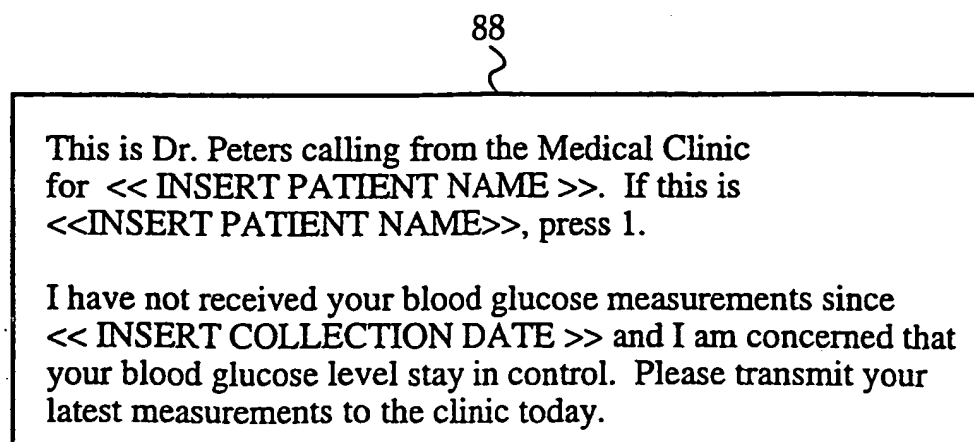 88
This is Dr. Peters calling from the Medical Clinic
for << INSERT PATIENT NAME >>. If this is
<<INSERT PATIENT NAME>>, press 1.
I have not received your blood glucose measurements since
<< INSERT COLLECTION DATE >> and I am concerned that
your blood glucose level stay in control. Please transmit your
latest measurements to the clinic today.